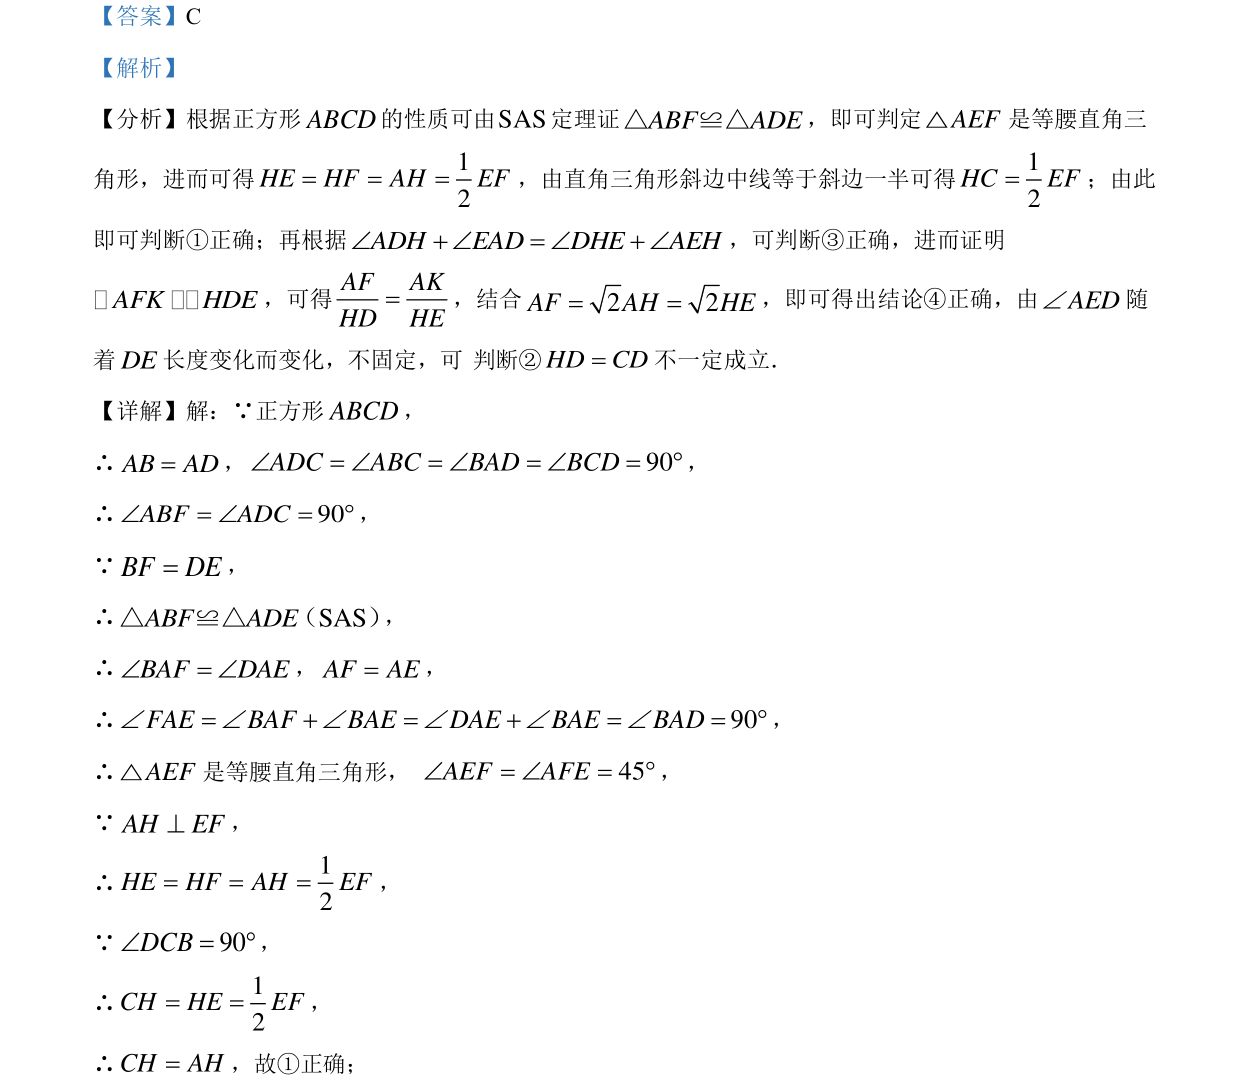 【答案】C
【解析】
【分析】根据正方形ABCD的性质可由SAS定理证△ABF≌△ADE，即可判定△AEF是等腰直角三
角形，进而可得HE=HF=AH=1/2EF，由直角三角形斜边中线等于斜边一半可得HC=1/2EF；由此
即可判断①正确；再根据∠ADH+∠EAD=∠DHE+∠AEH，可判断③正确，进而证明
□AFK□□HDE，可得AF/HD=AK/HE，结合AF=√2AH=√2HE，即可得出结论④正确，由∠AED随
着DE长度变化而变化，不固定，可 判断②HD=CD不一定成立．
【详解】解：∵正方形ABCD，
∴AB=AD，∠ADC=∠ABC=∠BAD=∠BCD=90°，
∴∠ABF=∠ADC=90°，
∵BF=DE，
∴△ABF≌△ADE（SAS），
∴∠BAF=∠DAE，AF=AE，
∴∠FAE=∠BAF+∠BAE=∠DAE+∠BAE=∠BAD=90°，
∴△AEF是等腰直角三角形，∠AEF=∠AFE=45°，
∵AH⊥EF，
∴HE=HF=AH=1/2EF，
∵∠DCB=90°，
∴CH=HE=1/2EF，
∴CH=AH，故①正确；